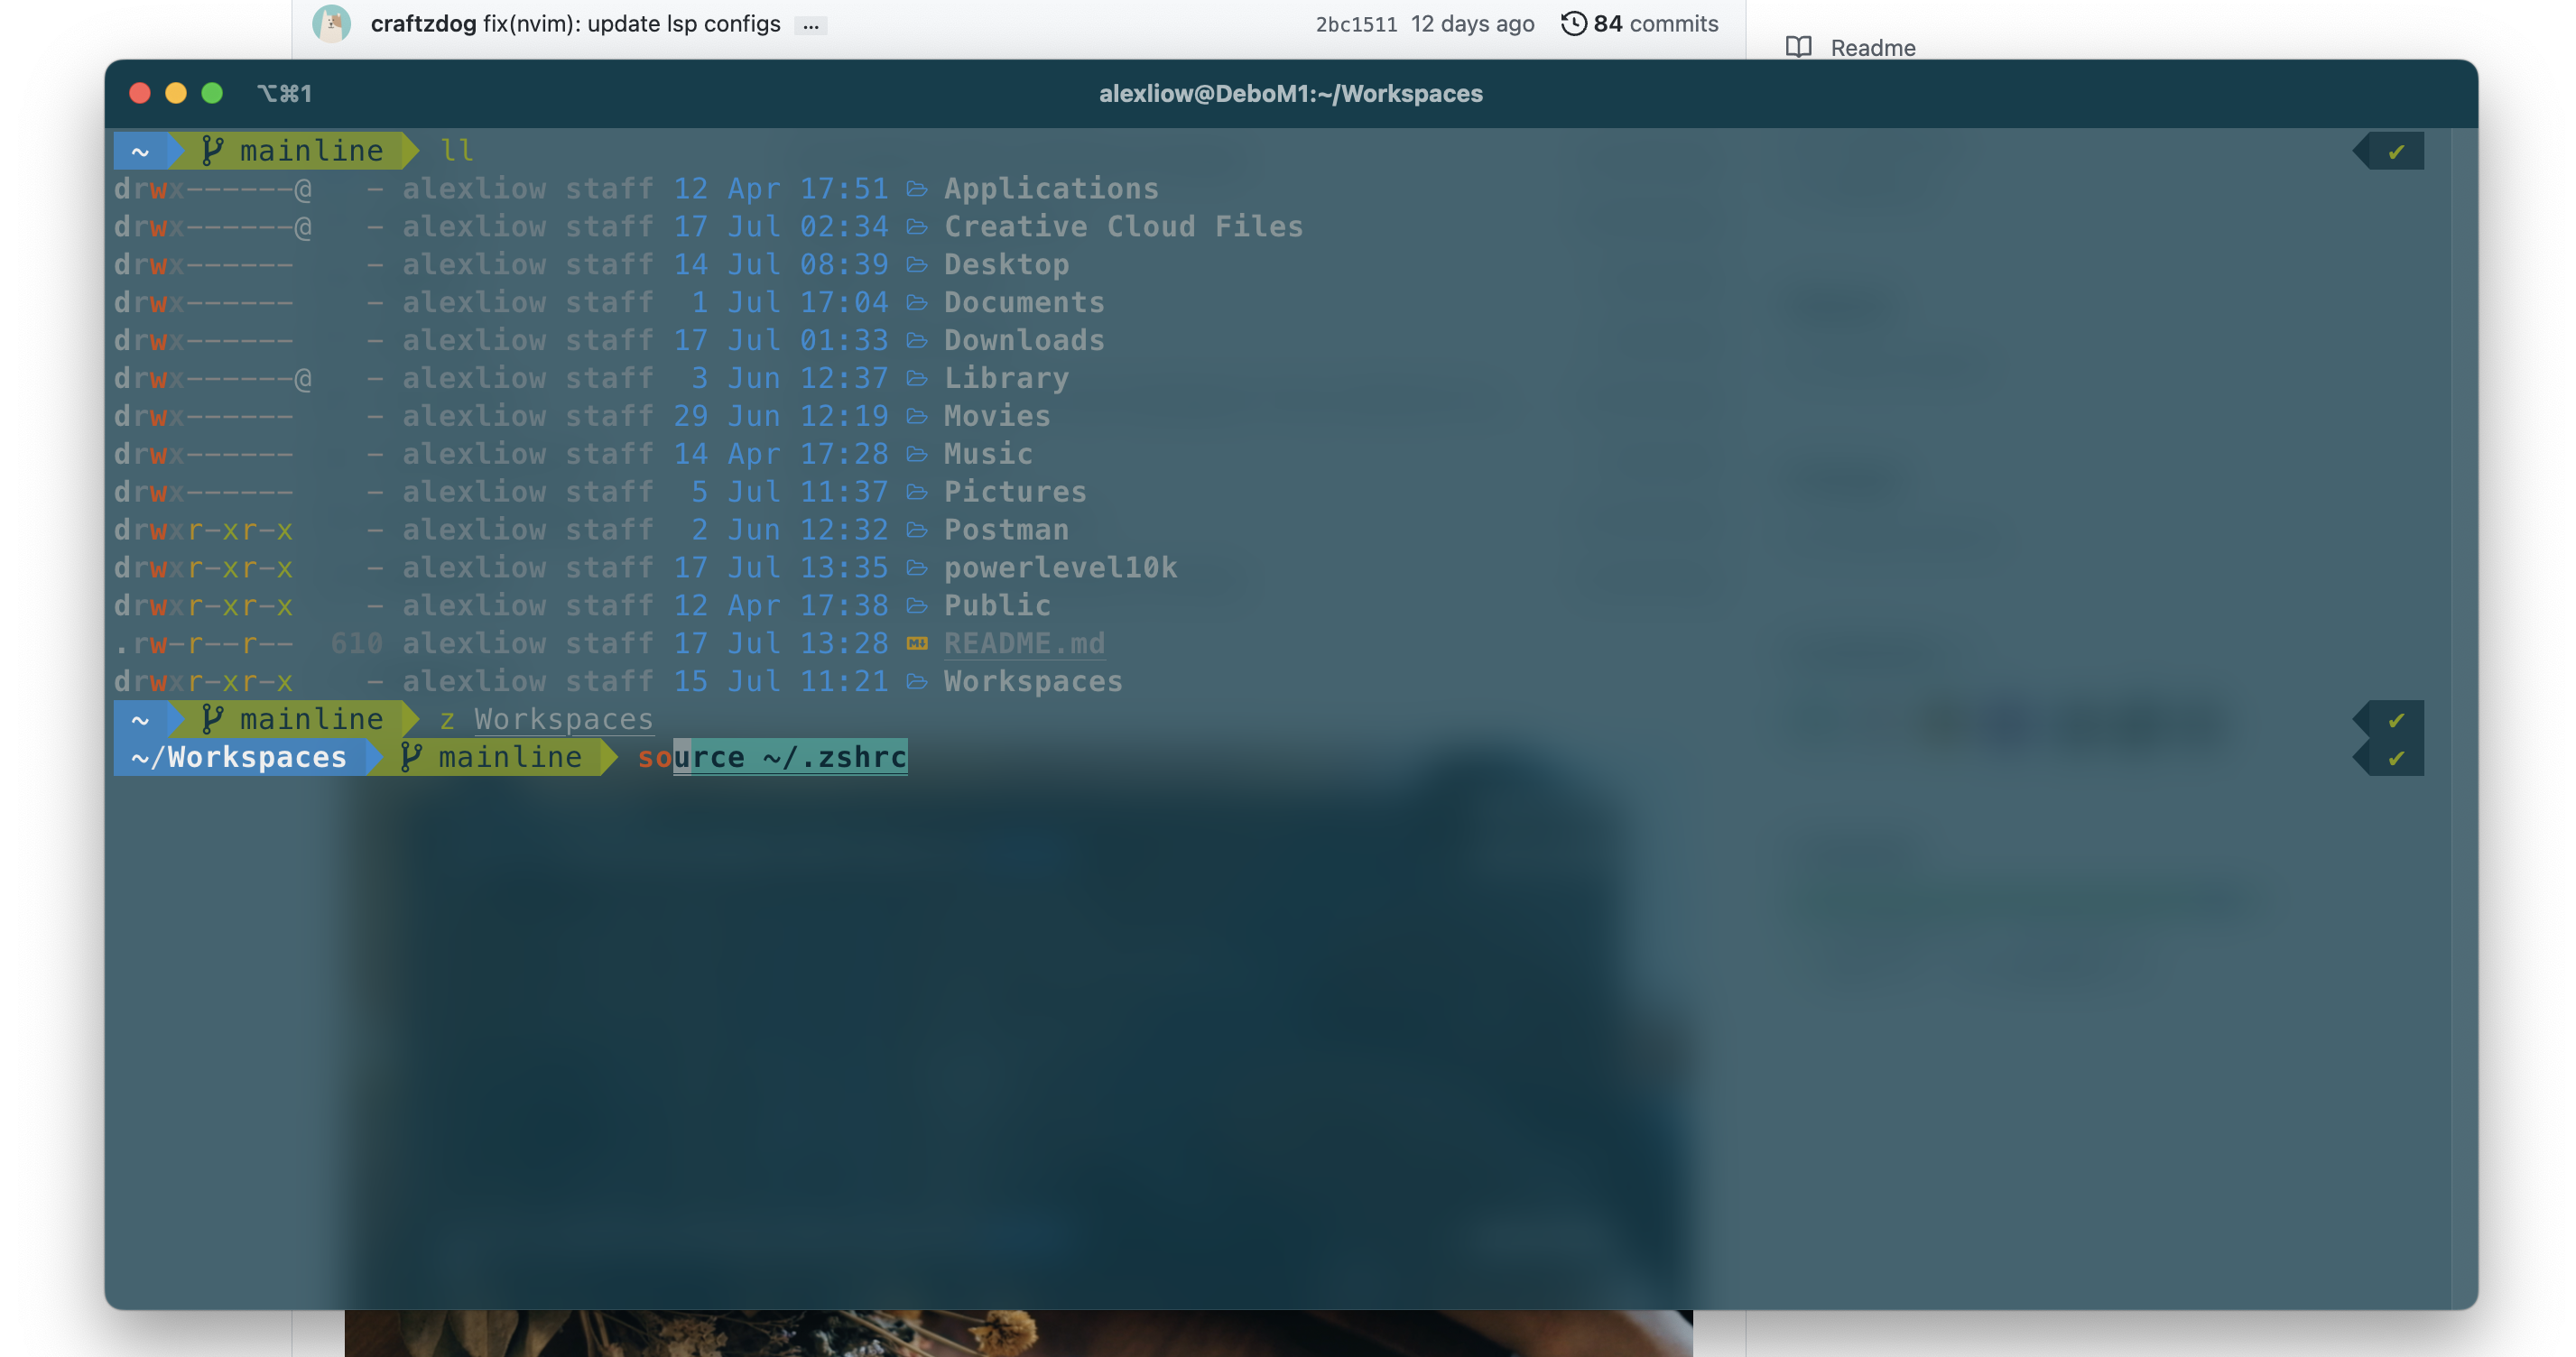 craftzdog fix(nvim): update lsp configs ... 2bc1511 12 days ago 84 commits
Readme
⌥⌘1 alexliow@DeboM1:~/Workspaces
~ mainline ll ✔
drwx------@ - alexliow staff 12 Apr 17:51 Applications
drwx------@ - alexliow staff 17 Jul 02:34 Creative Cloud Files
drwx------ - alexliow staff 14 Jul 08:39 Desktop
drwx------ - alexliow staff 1 Jul 17:04 Documents
drwx------ - alexliow staff 17 Jul 01:33 Downloads
drwx------@ - alexliow staff 3 Jun 12:37 Library
drwx------ - alexliow staff 29 Jun 12:19 Movies
drwx------ - alexliow staff 14 Apr 17:28 Music
drwx------ - alexliow staff 5 Jul 11:37 Pictures
drwxr-xr-x - alexliow staff 2 Jun 12:32 Postman
drwxr-xr-x - alexliow staff 17 Jul 13:35 powerlevel10k
drwxr-xr-x - alexliow staff 12 Apr 17:38 Public
.rw-r--r-- 610 alexliow staff 17 Jul 13:28 README.md
drwxr-xr-x - alexliow staff 15 Jul 11:21 Workspaces
~ mainline z Workspaces ✔
~/Workspaces mainline source ~/.zshrc ✔